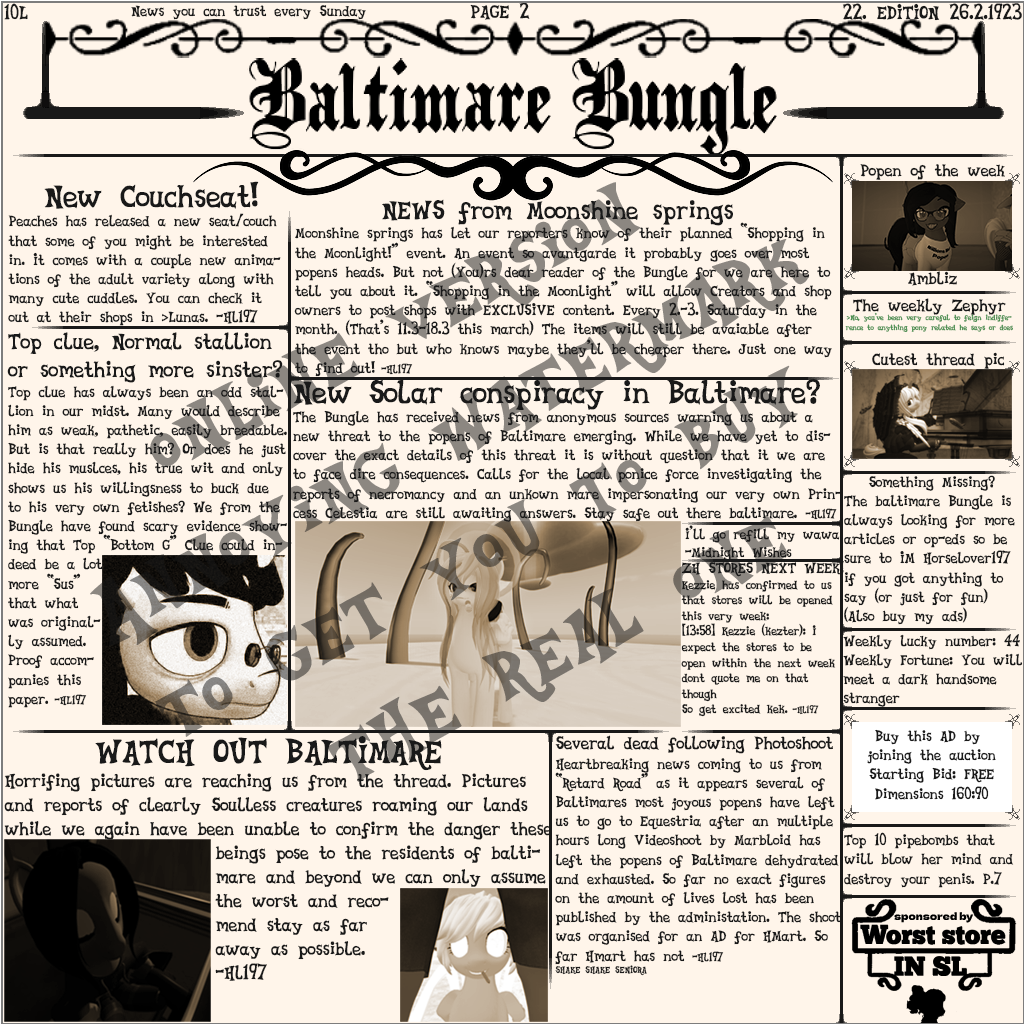 10L
News you can trust every Sunday
PAGE 2
22. EDITION 26.2.1923
Baltimare Bungle
New Couchseat!
Peaches has released a new seat/couch
that some of you might be interested
in. It comes with a couple new anima-
tions of the adult variety along with
many cute cuddles. You can check it
out at their shops in >Lunas. -HL197
Top clue, Normal stallion
or something more sinster?
Top clue has always been an odd stal-
lion in our midst. Many would describe
him as weak, pathetic, easily breedable.
But is that really him? Or does he just
hide his muslces, his true wit and only
shows us his willingsness to buck due
to his very own fetishes? We from the
Bungle have found scary evidence show-
ing that Top "Bottom G" Clue could in-
deed be a Lot
more "Sus"
that what
was original-
ly assumed.
Proof accom-
panies this
paper. -HL197
NEWS from Moonshine springs
Moonshine springs has let our reporters know of their planned "Shopping in
the Moonlight!" event. An event so avantgarde it probably goes over most
popens heads. But not (You)rs dear reader of the Bungle for we are here to
tell you about it. "Shopping in the Moonlight" will allow Creators and shop
owners to post shops with EXCLUSIVE content. Every 2.-3. Saturday in the
month. (That's 11.3-18.3 this march) The items will still be avaiable after
the event tho but who knows maybe they'll be cheaper there. Just one way
to find out! -HL197
New Solar conspiracy in Baltimare?
The Bungle has received news from anonymous sources warning us about a
new threat to the popens of Baltimare emerging. While we have yet to dis-
cover the exact details of this threat it is without question that it we are
to face dire consequences. Calls for the local ponice force investigating the
reports of necromancy and an unkown mare impersonating our very own Prin-
cess Celestia are still awaiting answers. Stay safe out there baltimare. -HL197
I'll go refill my wawa
-Midnight Wishes
ZH STORES NEXT WEEK
Kezzie has confirmed to us
that stores will be opened
this very week:
[13:58] Kezzie (Kezter): I
expect the stores to be
open within the next week
dont quote me on that
though
So get excited kek. -HL197
WATCH OUT BALTIMARE
Horrifing pictures are reaching us from the thread. Pictures
and reports of clearly Soulless creatures roaming our lands
while we again have been unable to confirm the danger these
beings pose to the residents of balti-
mare and beyond we can only assume
the worst and reco-
mend stay as far
away as possible.
-HL197
Several dead following Photoshoot
Heartbreaking news coming to us from
"Retard Road" as it appears several of
Baltimares most joyous popens have Left
us to go to Equestria after an multiple
hours Long Videoshoot by Marbloid has
Left the popens of Baltimare dehydrated
and exhausted. So far no exact figures
on the amount of Lives Lost has been
published by the administation. The shoot
was organised for an AD for HMart. So
far Hmart has not -HL197
SHAKE SHAKE SENIORA
Popen of the week
Ambliz
The weekly Zephyr
>No, you've been very careful to feign indiffe-
rence to anything pony related he says or does
Cutest thread pic
Something Missing?
The baltimare Bungle is
always Looking for more
articles or op-eds so be
sure to IM HorseLover197
if you got anything to
say (or just for fun)
(Also buy my ads)
Weekly Lucky number: 44
Weekly Fortune: You will
meet a dark handsome
stranger
Buy this AD by
joining the auction
Starting Bid: FREE
Dimensions 160:90
Top 10 pipebombs that
will blow her mind and
destroy your penis. P.7
sponsored by
Worst store
IN SL
ONLINE VERSION
ANNOYING WATERMARK
TO GET YOU TO BUY
THE REAL ONE